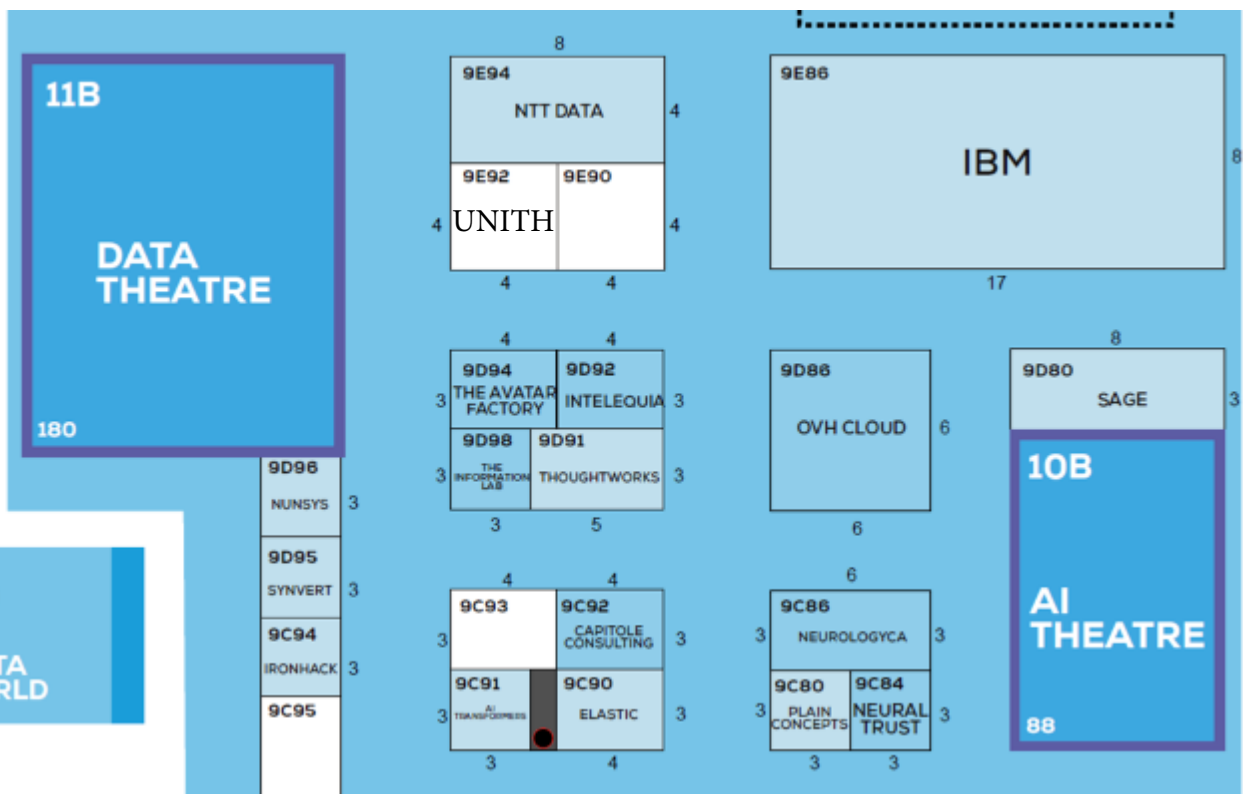 11B
DATA
THEATRE
180
8
9E94
NTT DATA
4
9E92
9E90
UNITH
4
4
4
4
9E86
IBM
8
17
4
4
9D94
THE AVATAR
FACTORY
3
9D92
INTELEQUIA
3
9D98
THE
INFORMATION
LAB
3
9D91
THOUGHTWORKS
3
3
5
9D86
OVH CLOUD
6
6
8
9D80
SAGE
3
10B
AI
THEATRE
88
9D96
NUNSYS
3
9D95
SYNVERT
3
9C94
IRONHACK
3
9C95
TA
RLD
4
4
9C93
3
9C92
CAPITOLE
CONSULTING
3
9C91
AI
TRANSFORMERS
3
9C90
ELASTIC
3
3
4
6
9C86
NEUROLOGYCA
3
3
9C80
PLAIN
CONCEPTS
3
9C84
NEURAL
TRUST
3
3
3